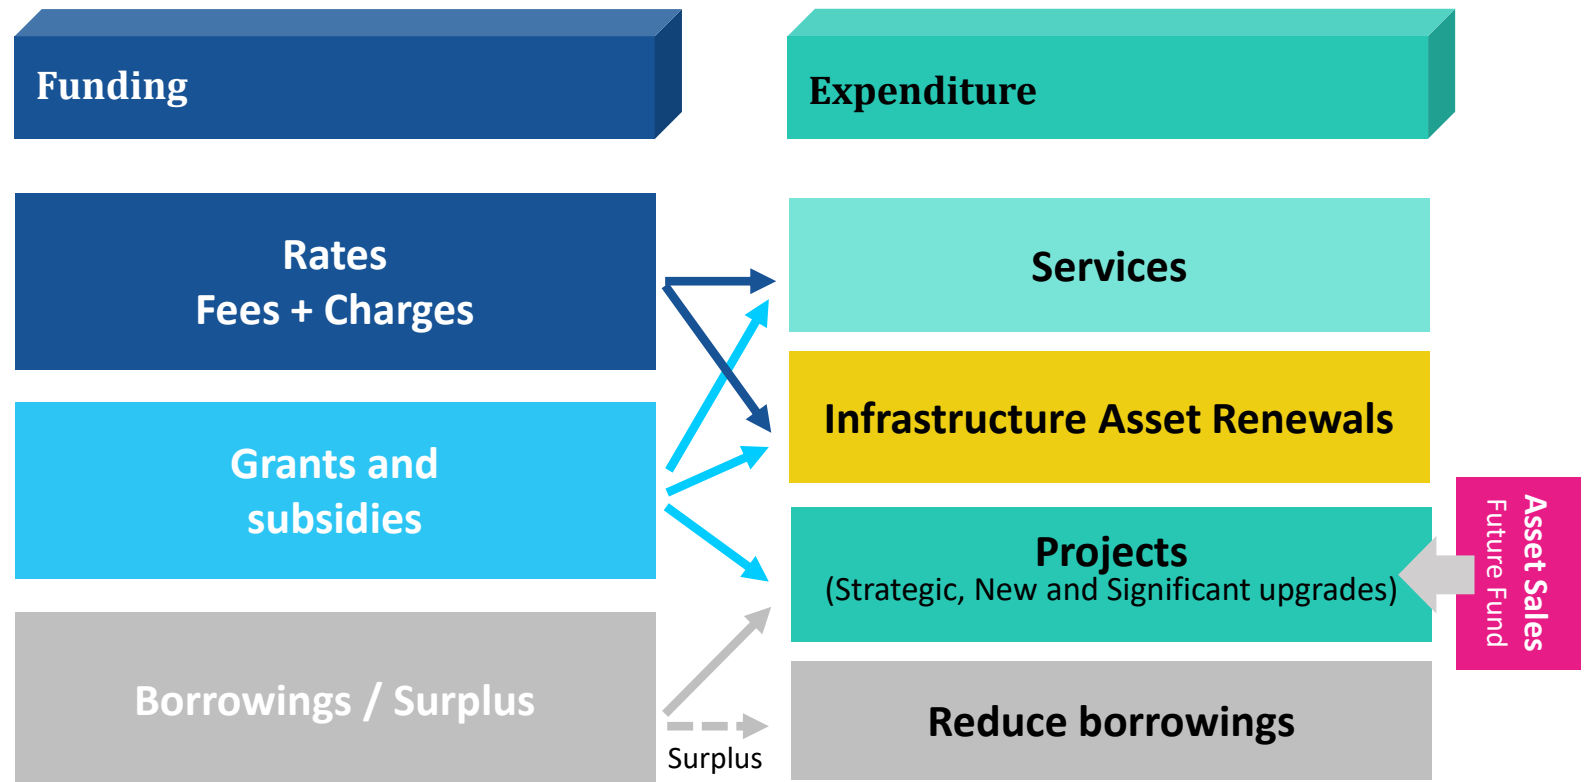 Funding
Expenditure
Rates
Fees + Charges
Services
Grants and
subsidies
Infrastructure Asset Renewals
Projects
(Strategic, New and Significant upgrades)
Asset Sales
Future Fund
Borrowings / Surplus
Surplus
Reduce borrowings